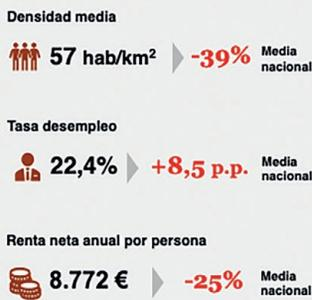 Densidad media
57 hab/km² -39% Media nacional
Tasa desempleo
22,4% +8,5 p.p. Media nacional
Renta neta anual por persona
8.772 € -25% Media nacional